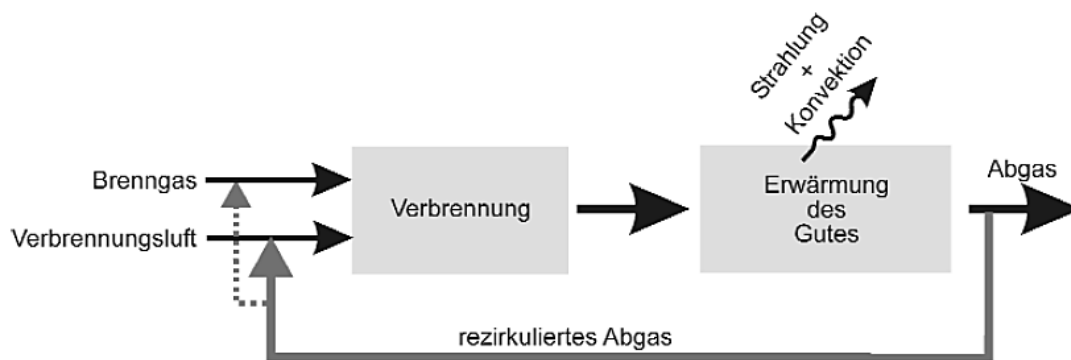 Strahlung
+
Konvektion
Brenngas
Verbrennungsluft
Verbrennung
Erwärmung
des
Gutes
Abgas
rezirkuliertes Abgas